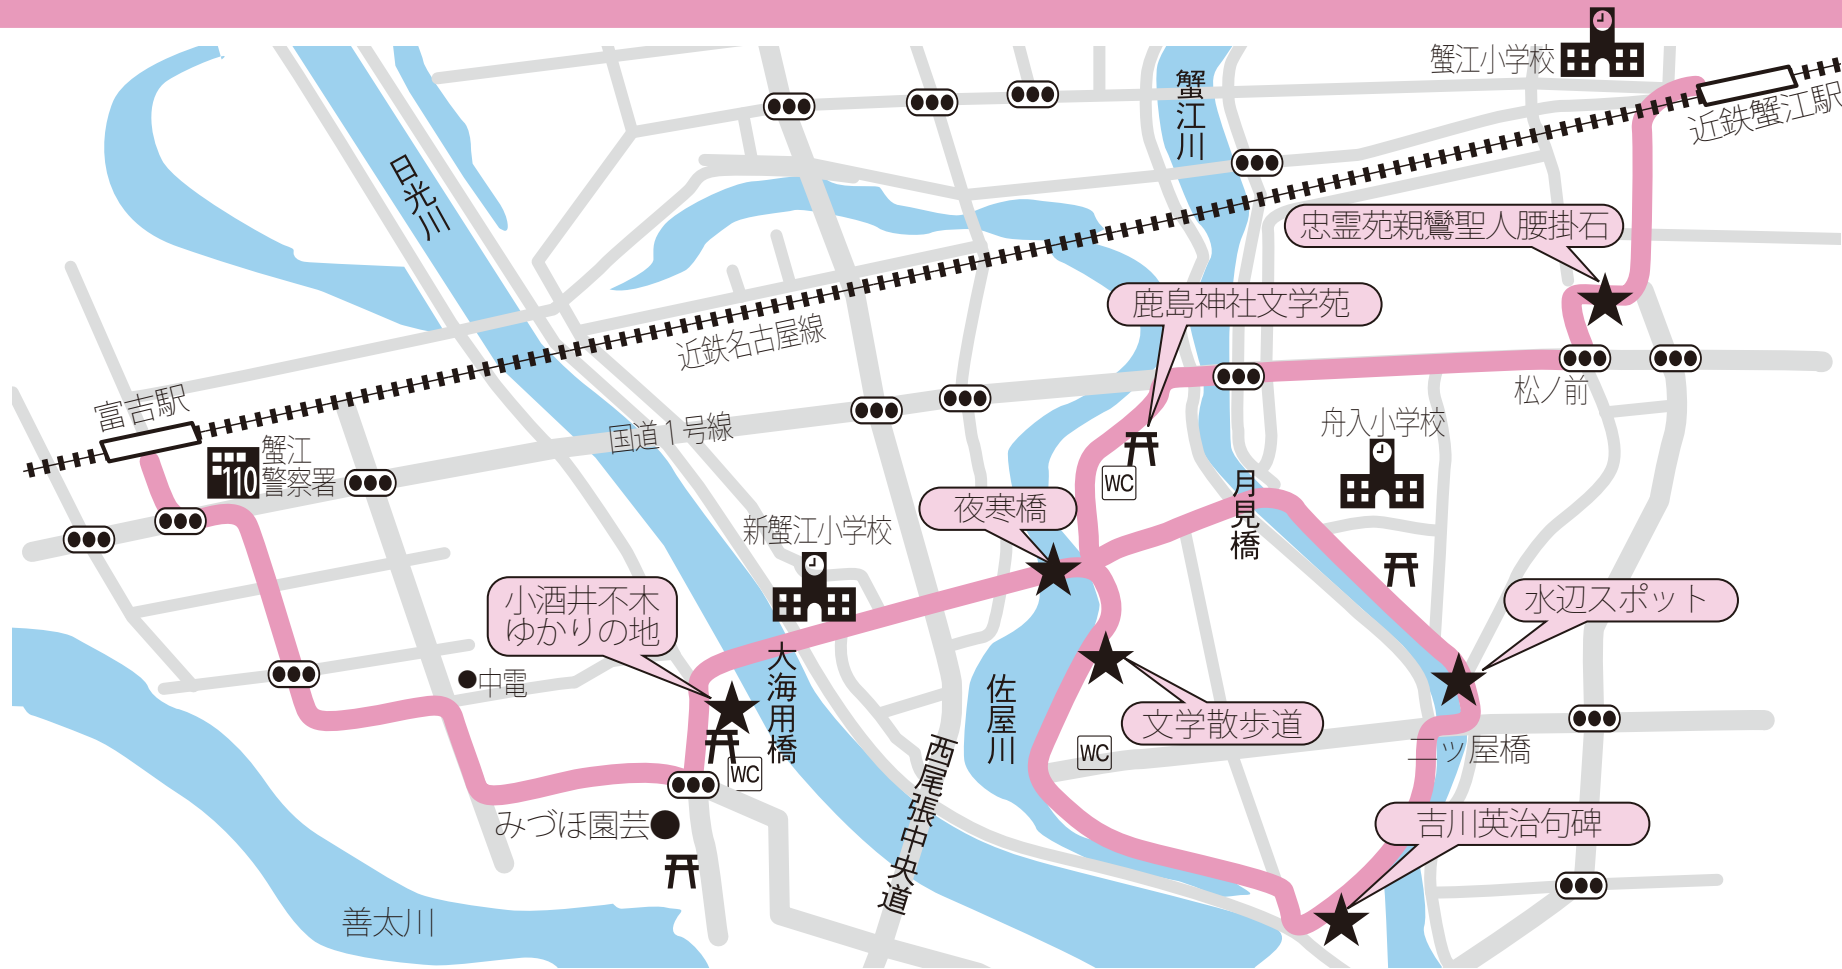 蟹江小学校
近鉄蟹江駅
蟹江川
日光川
忠霊苑親鸞聖人腰掛石
鹿島神社文学苑
近鉄名古屋線
松ノ前
富吉駅
国道1号線
舟入小学校
110
蟹江
警察署
WC
月見橋
夜寒橋
新蟹江小学校
小酒井不木
ゆかりの地
水辺スポット
中電
大海用橋
佐屋川
文学散歩道
WC
二ッ屋橋
WC
西尾張中央道
みづほ園芸
吉川英治句碑
善太川